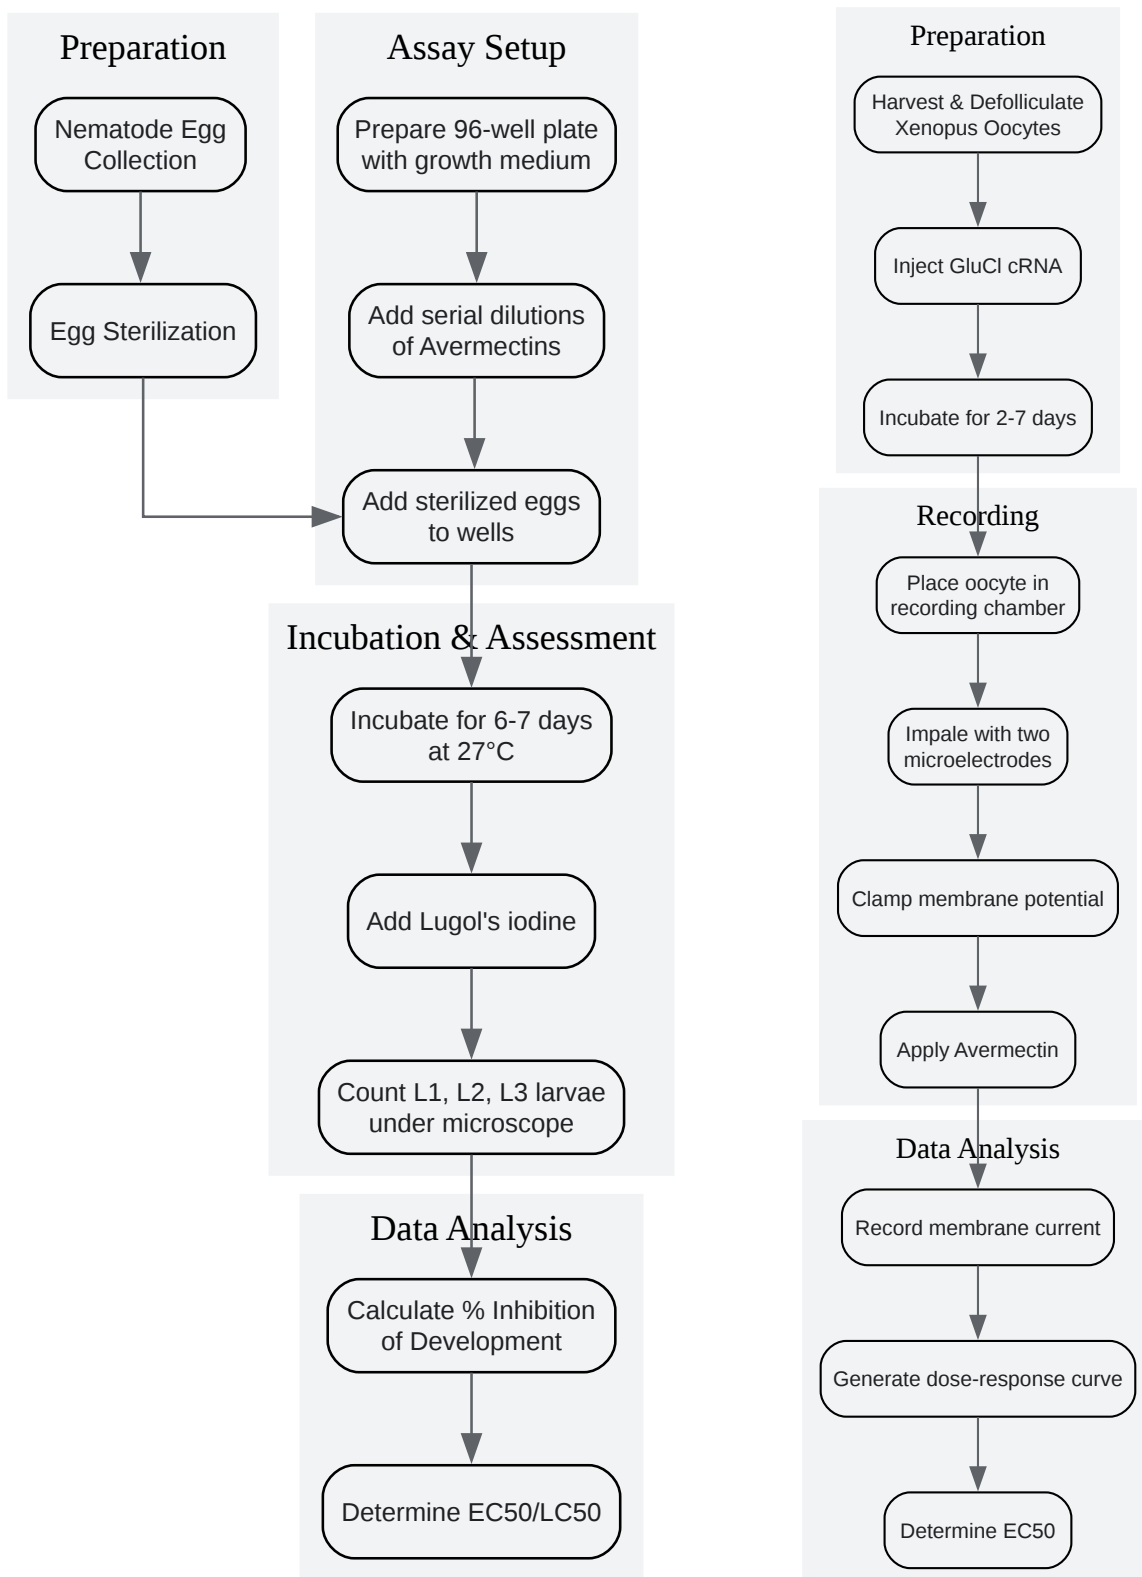 Preparation
Nematode Egg
Collection
Egg Sterilization
Assay Setup
Prepare 96-well plate
with growth medium
Add serial dilutions
of Avermectins
Add sterilized eggs
to wells
Incubation & Assessment
Incubate for 6-7 days
at 27°C
Add Lugol's iodine
Count L1, L2, L3 larvae
under microscope
Data Analysis
Calculate % Inhibition
of Development
Determine EC50/LC50
Preparation
Harvest & Defolliculate
Xenopus Oocytes
Inject GluCl cRNA
Incubate for 2-7 days
Recording
Place oocyte in
recording chamber
Impale with two
microelectrodes
Clamp membrane potential
Apply Avermectin
Data Analysis
Record membrane current
Generate dose-response curve
Determine EC50